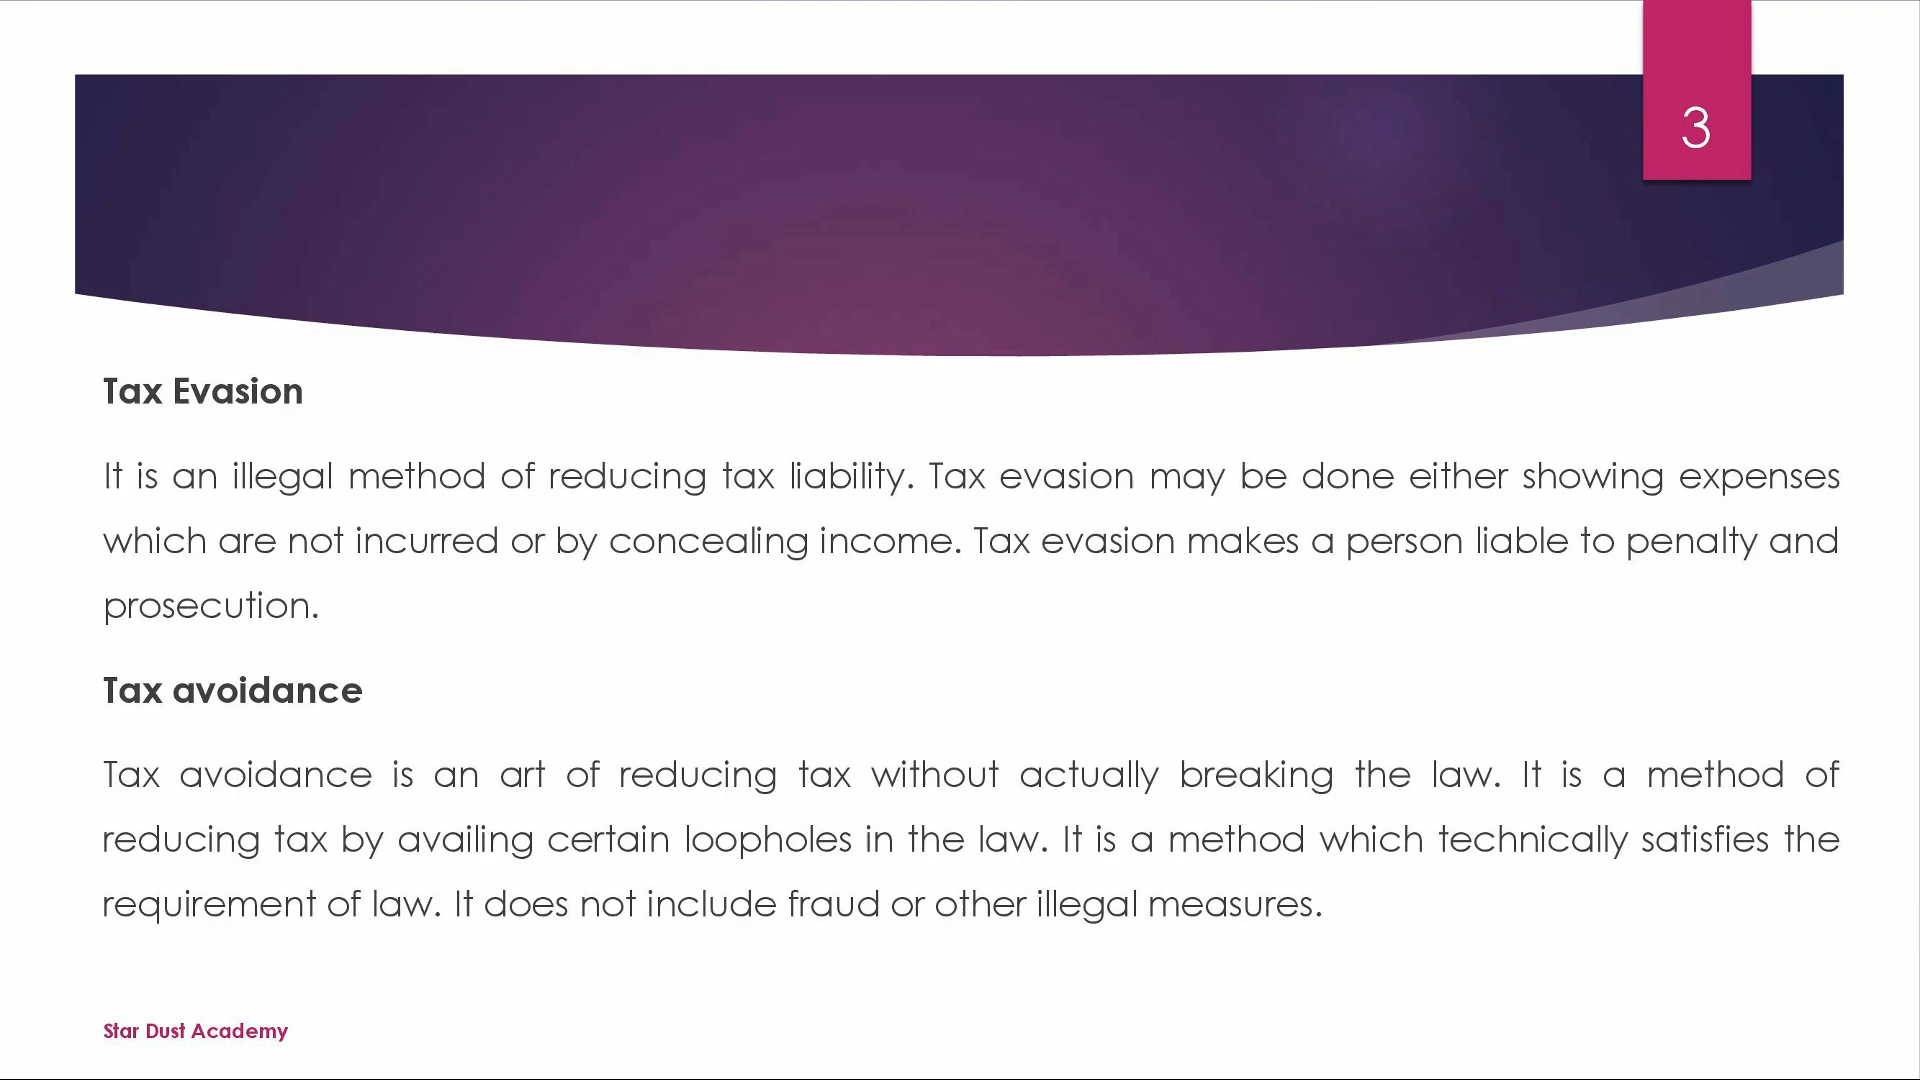 3
Tax Evasion
It is an illegal method of reducing tax liability. Tax evasion may be done either showing expenses
which are not incurred or by concealing income. Tax evasion makes a person liable to penalty and
prosecution.
Tax avoidance
Tax avoidance is an art of reducing tax without actually breaking the law. It is a method of
reducing tax by availing certain loopholes in the law. It is a method which technically satisfies the
requirement of law. It does not include fraud or other illegal measures.
Star Dust Academy